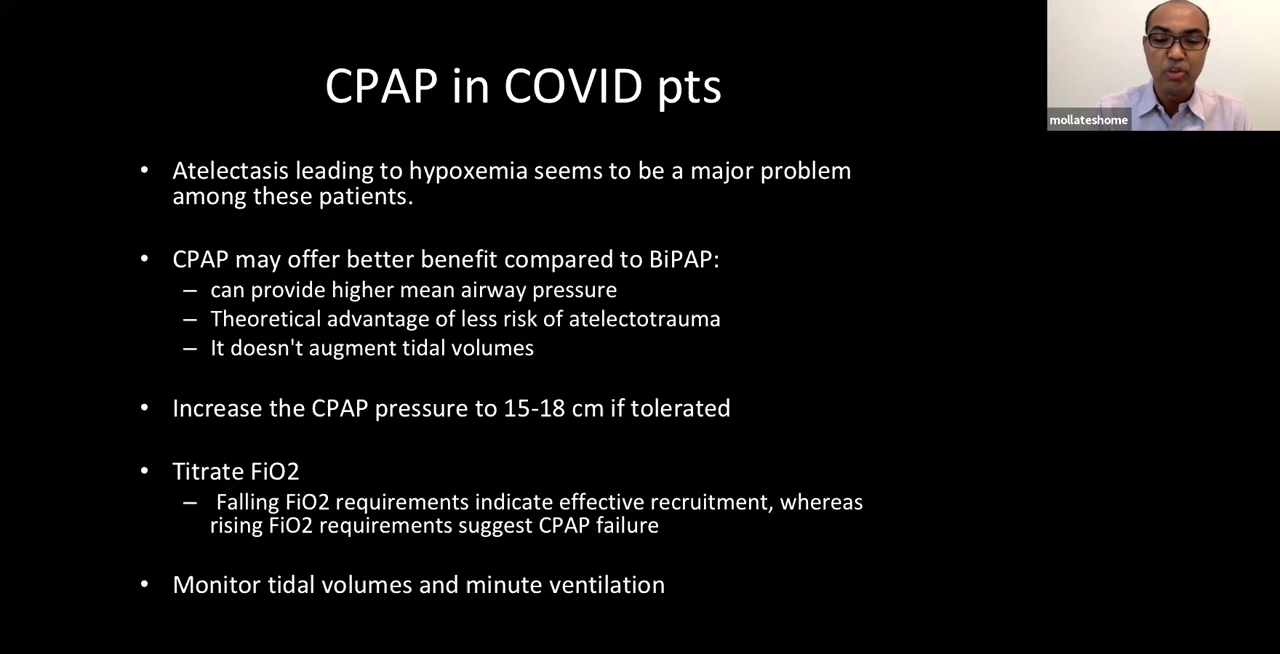 CPAP in COVID pts
mollateshome
• Atelectasis leading to hypoxemia seems to be a major problem
among these patients.
• CPAP may offer better benefit compared to BiPAP:
– can provide higher mean airway pressure
– Theoretical advantage of less risk of atelectotrauma
– It doesn't augment tidal volumes
• Increase the CPAP pressure to 15-18 cm if tolerated
• Titrate FiO2
– Falling FiO2 requirements indicate effective recruitment, whereas
rising FiO2 requirements suggest CPAP failure
• Monitor tidal volumes and minute ventilation